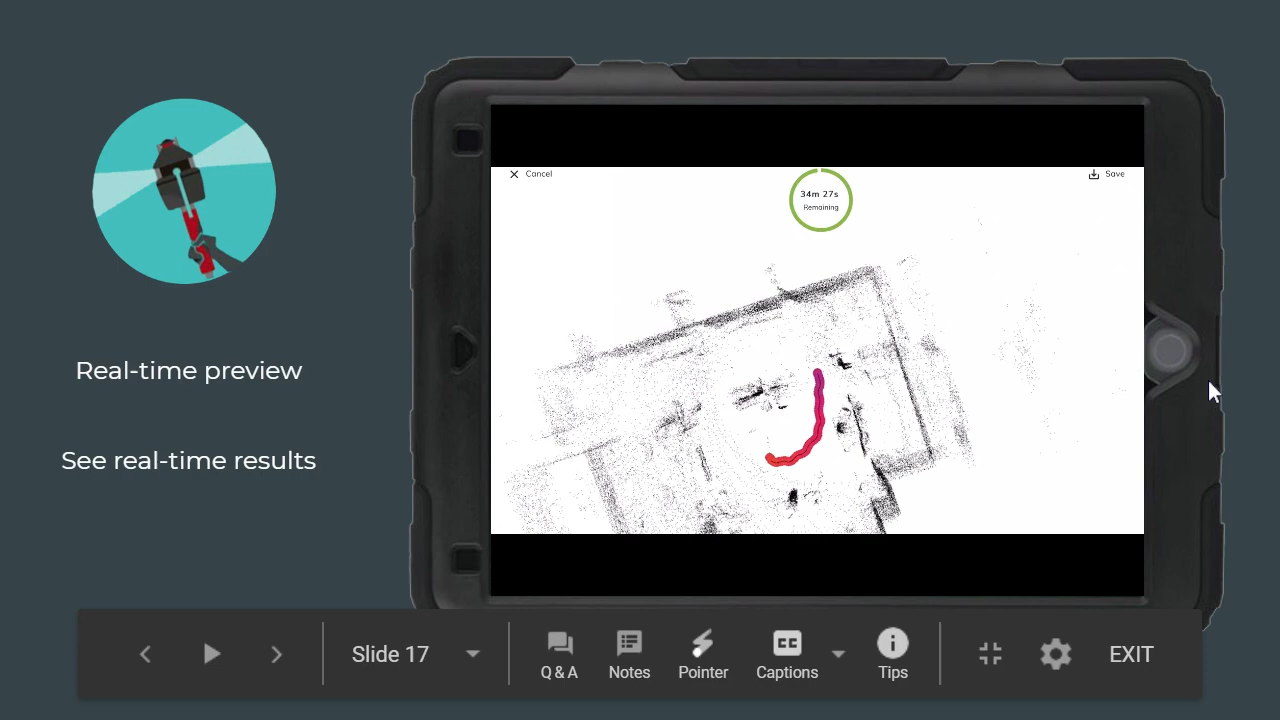 Cancel
34m 27s
Remaining
Save
Real-time preview
See real-time results
Slide 17
Q & A
Notes
Pointer
CC
Captions
Tips
EXIT